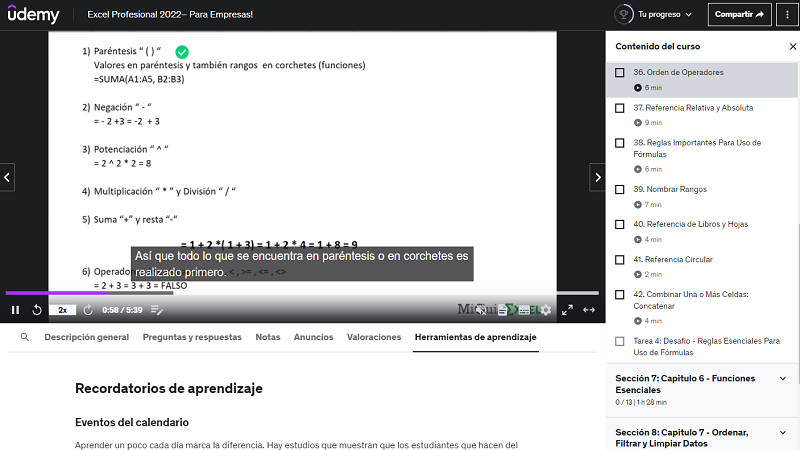 ûdemy
Excel Profesional 2022– Para Empresas!
Tu progreso
Compartir
1) Paréntesis “ ( ) “
Valores en paréntesis y también rangos en corchetes (funciones)
=SUMA(A1:A5, B2:B3)
2) Negación “ - “
= - 2 +3 = -2 + 3
3) Potenciación “ ^ “
= 2 ^ 2 * 2 = 8
4) Multiplicación “ * ” y División “ / “
5) Suma “+” y resta “-“
= 1 + 2 *( 1 + 3) = 1 + 2 * 4 = 1 + 8 = 9
Así que todo lo que se encuentra en paréntesis o en corchetes es
realizado primero.
6) Operado < , >= , <= , <>
= 2 + 3 = 3 + 3 = FALSO
2x
0:58 / 5:39
Contenido del curso
36. Orden de Operadores
6 min
37. Referencia Relativa y Absoluta
9 min
38. Reglas Importantes Para Uso de
Fórmulas
6 min
39. Nombrar Rangos
7 min
40. Referencia de Libros y Hojas
4 min
41. Referencia Circular
2 min
42. Combinar Una o Más Celdas:
Concatenar
4 min
Tarea 4: Desafio - Reglas Esenciales Para
Uso de Fórmulas
Sección 7: Capitulo 6 - Funciones
Esenciales
0 / 13 | 1 h 28 min
Sección 8: Capitulo 7 - Ordenar,
Filtrar y Limpiar Datos
Descripción general
Preguntas y respuestas
Notas
Anuncios
Valoraciones
Herramientas de aprendizaje
Recordatorios de aprendizaje
Eventos del calendario
Aprender un poco cada día marca la diferencia. Hay estudios que muestran que los estudiantes que hacen del